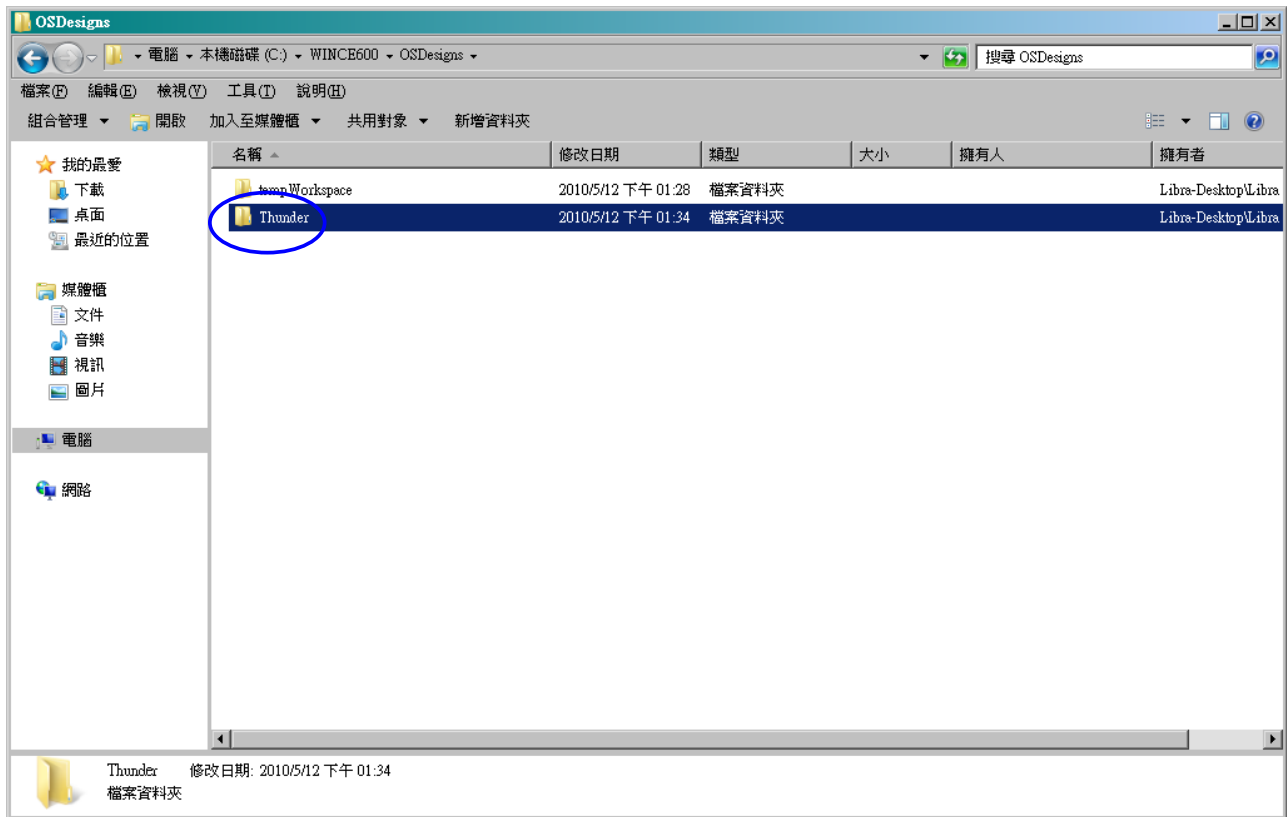 OSDesigns
電腦 本機磁碟 (C:) WINCE600 OSDesigns
搜尋 OSDesigns
檔案(F) 編輯(E) 檢視(V) 工具(T) 說明(H)
組合管理 開啟 加入至媒體櫃 共用對象 新增資料夾
名稱 修改日期 類型 大小 擁有人 擁有者
tempWorkspace 2010/5/12 下午 01:28 檔案資料夾 Libra-Desktop\Libra
Thunder 2010/5/12 下午 01:34 檔案資料夾 Libra-Desktop\Libra
我的最愛
下載
桌面
最近的位置
媒體櫃
文件
音樂
視訊
圖片
電腦
網路
Thunder 修改日期: 2010/5/12 下午 01:34
檔案資料夾